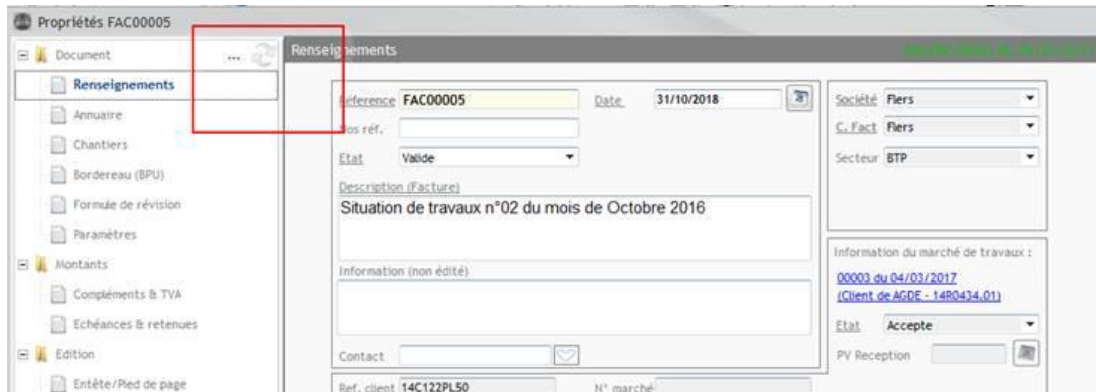 Propriétés FAC00005
Document ...
Renseignements
Annuaire
Chantiers
Bordereau (BPU)
Formule de révision
Paramètres
Montants
Compléments & TVA
Echéances & retenues
Edition
Entête/Pied de page
Renseignements
Référence FAC00005 Date 31/10/2018
Nos réf.
Etat Valide
Description (Facture)
Situation de travaux n°02 du mois de Octobre 2016
Information (non édité)
Contact
Ref. client 14C122PL50 N° marché
Société Flers
C. Fact Flers
Secteur BTP
Information du marché de travaux :
00003 du 04/03/2017
(Client de AGDE - 14R0434.01)
Etat Accepte
PV Reception